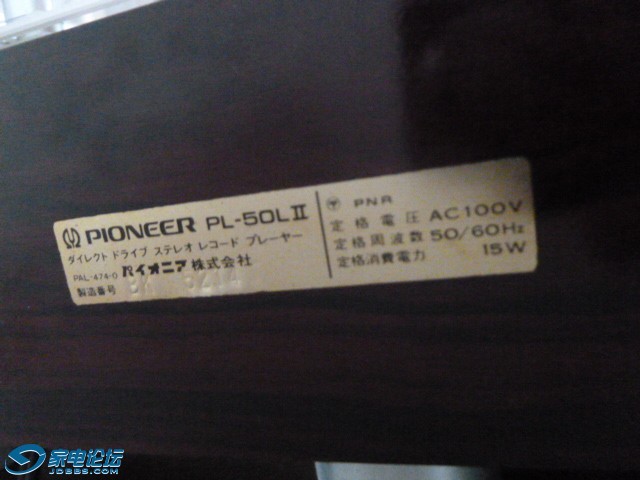 PIONEER PL-50LⅡ
ダイレクト ドライブ ステレオ レコード プレーヤー
PAL-474-0 パイオニア株式会社
製造番号
PNR
定格電圧 AC100V
定格周波数 50/60Hz
定格消費電力 15W
家电论坛
JDBBS.COM